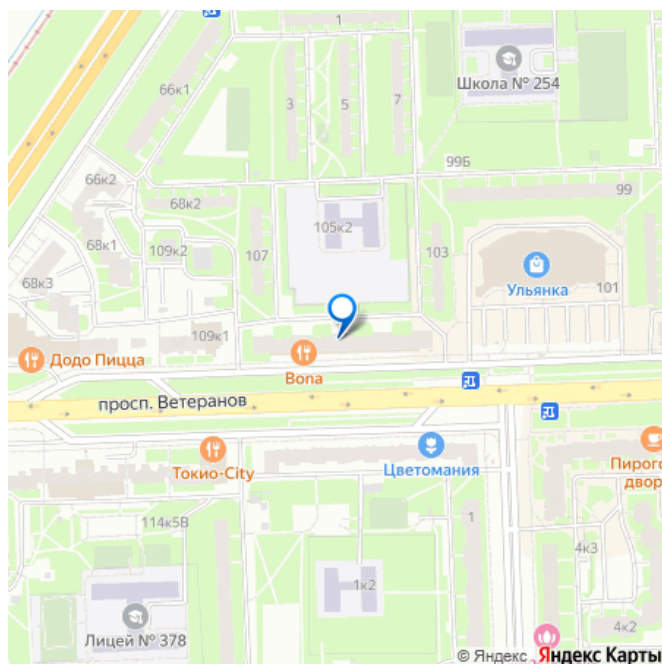 1
66к1
3
5
7
Школа № 254
99Б
66к2
68к2
99
105к2
68к1
109к2
107
103
68к3
Ульянка
101
109к1
Додо Пицца
Bona
просп. Ветеранов
Токио-City
Цветомания
Пирого
двор
114к5В
1
4к3
1к2
Лицей № 378
4к2
© Яндекс Яндекс Карты